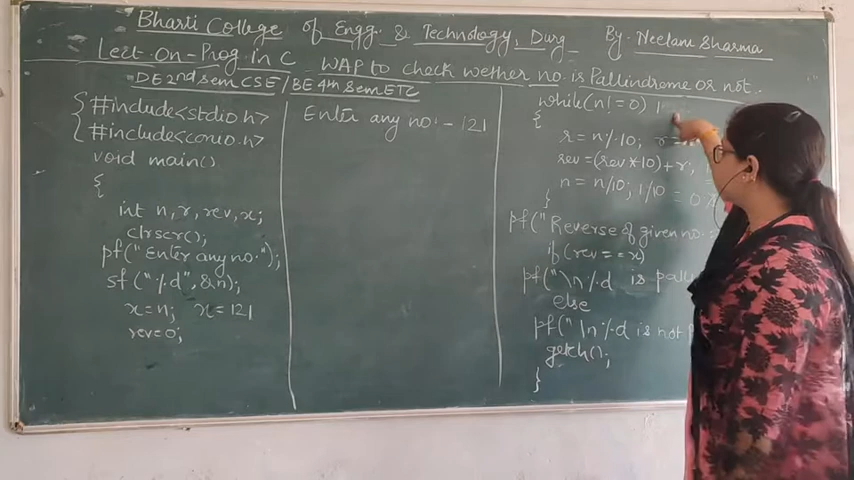 Bharti College of Engg. & Technology, Durg By. Neelam Sharma
Lect. On - Prog. in C WAP to check wether no. is Pallindrome or not.
DE 2nd Sem CSE / BE 4th Sem ETC
#include<stdio.h>
#include<conio.h>
void main()
{
int n, r, rev, x;
clrscr();
pf("Enter any no.");
sf("%d", &n);
x=n; x=121
rev=0;
Enter any no:- 121
while(n!=0) 1
{
r = n%10; r=
rev=(rev*10)+r;
n = n/10; 1/10 = 0
}
pf("Reverse of given no.
if(rev==x)
pf("\n%d is
else
pf("\n%d is not
getch();
}